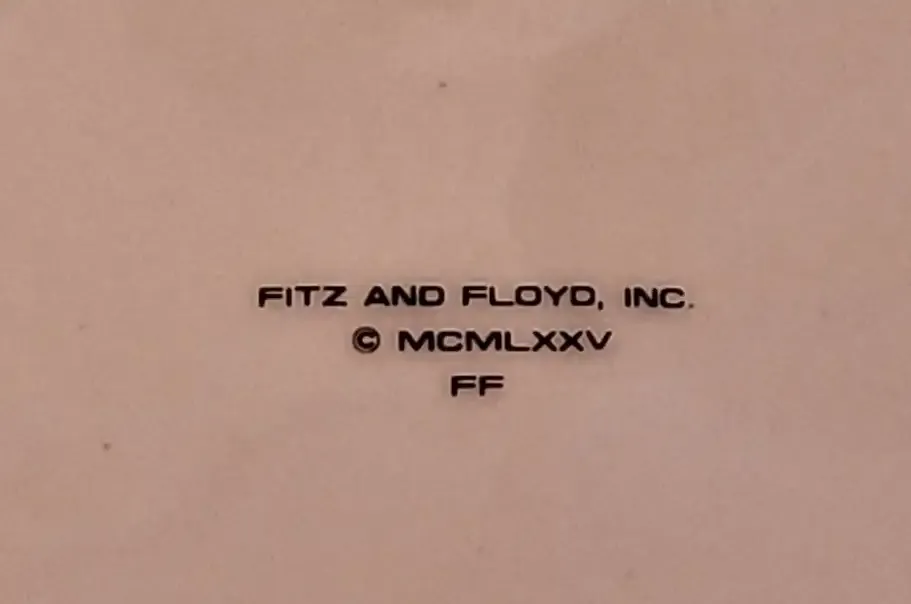 FITZ AND FLOYD, INC.
© MCMLXXV
FF